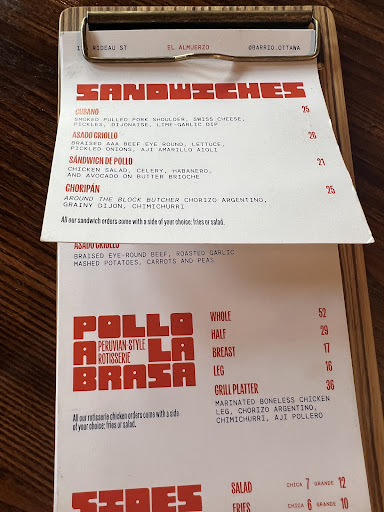 RIDEAU ST EL ALMUERZO @BARRIO.OTTAWA
SANDWICHES
CUBANO 25
SMOKED PULLED PORK SHOULDER, SWISS CHEESE,
PICKLES, DIJONAISE, LIME-GARLIC DIP
ASADO CRIOLLO 26
BRAISED AAA BEEF EYE ROUND, LETTUCE,
PICKLED ONIONS, AJI AMARILLO AIOLI
SÁNDWICH DE POLLO 21
CHICKEN SALAD, CELERY, HABANERO,
AND AVOCADO ON BUTTER BRIOCHE
CHORIPÁN 25
AROUND THE BLOCK BUTCHER CHORIZO ARGENTINO,
GRAINY DIJON, CHIMICHURRI
All our sandwich orders come with a side of your choice: fries or salad.
ASADO CRIOLLO
BRAISED EYE-ROUND BEEF, ROASTED GARLIC
MASHED POTATOES, CARROTS AND PEAS
POLLO
A LA
BRASA
PERUVIAN STYLE
ROTISSERIE
All our rotisserie chicken orders come with a side
of your choice: fries or salad.
WHOLE 52
HALF 29
BREAST 17
LEG 16
GRILL PLATTER 36
MARINATED BONELESS CHICKEN
LEG, CHORIZO ARGENTINO,
CHIMICHURRI, AJI POLLERO
SIDES
SALAD CHICA 7 GRANDE 12
FRIES CHICA 6 GRANDE 10